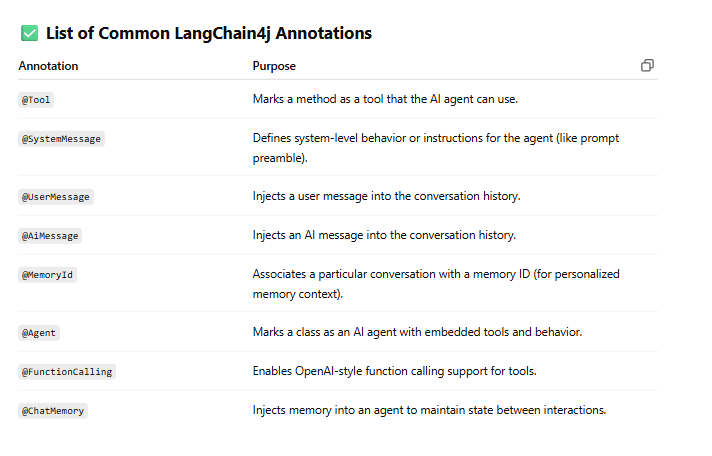 ✅ List of Common LangChain4j Annotations
Annotation Purpose
@Tool Marks a method as a tool that the AI agent can use.
@SystemMessage Defines system-level behavior or instructions for the agent (like prompt
preamble).
@UserMessage Injects a user message into the conversation history.
@AiMessage Injects an AI message into the conversation history.
@MemoryId Associates a particular conversation with a memory ID (for personalized
memory context).
@Agent Marks a class as an AI agent with embedded tools and behavior.
@FunctionCalling Enables OpenAI-style function calling support for tools.
@ChatMemory Injects memory into an agent to maintain state between interactions.